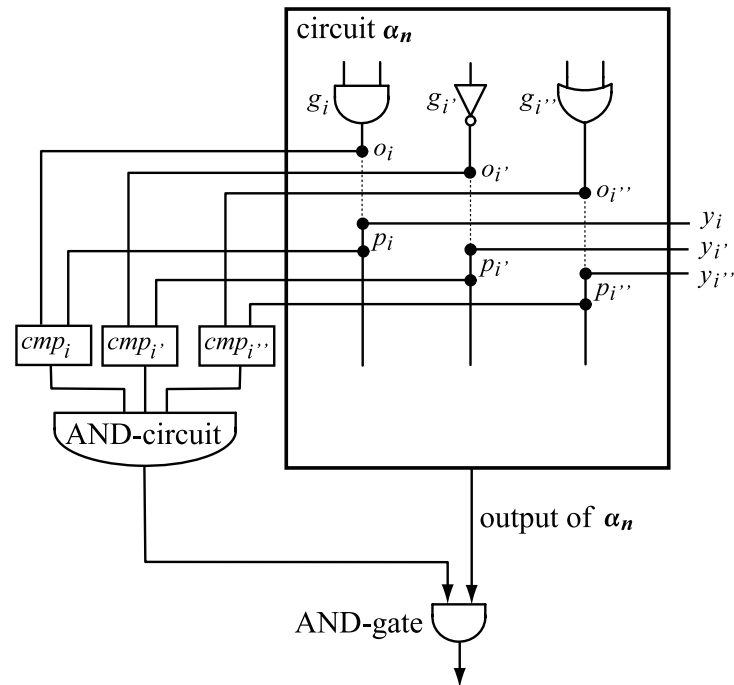 circuit αₙ
gᵢ
gᵢ’
gᵢ’’
oᵢ
oᵢ’
oᵢ’’
yᵢ
pᵢ
yᵢ’
pᵢ’
yᵢ’’
pᵢ’’
cmpᵢ
cmpᵢ’
cmpᵢ’’
AND-circuit
output of αₙ
AND-gate